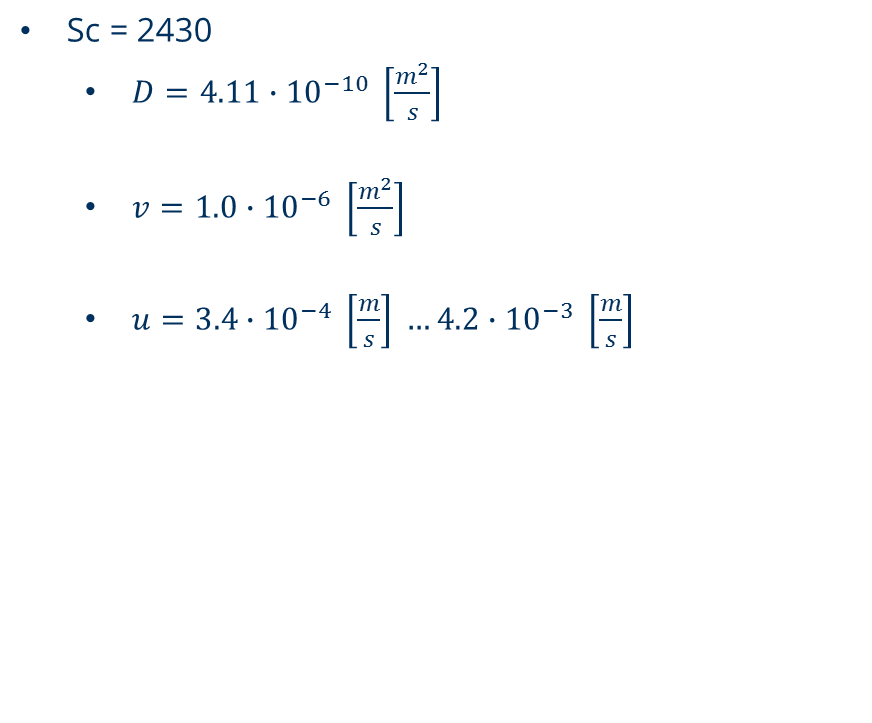 • Sc = 2430
• D = 4.11 · 10⁻¹⁰ [m²/s]
• v = 1.0 · 10⁻⁶ [m²/s]
• u = 3.4 · 10⁻⁴ [m/s] … 4.2 · 10⁻³ [m/s]